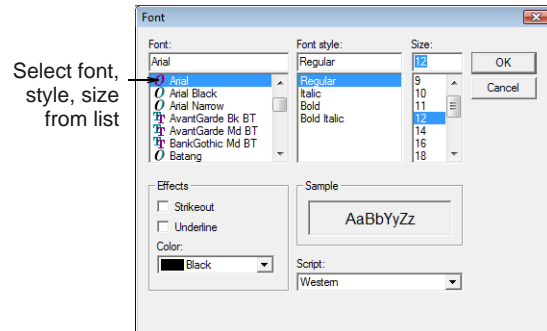 Font
Select font,
style, size
from list
Font:
Arial
Arial
Arial Black
Arial Narrow
AvantGarde Bk BT
AvantGarde Md BT
BankGothic Md BT
Batang
Font style:
Regular
Regular
Italic
Bold
Bold Italic
Size:
12
9
10
11
12
14
16
18
OK
Cancel
Effects
Strikeout
Underline
Color:
Black
Sample
AaBbYyZz
Script:
Western